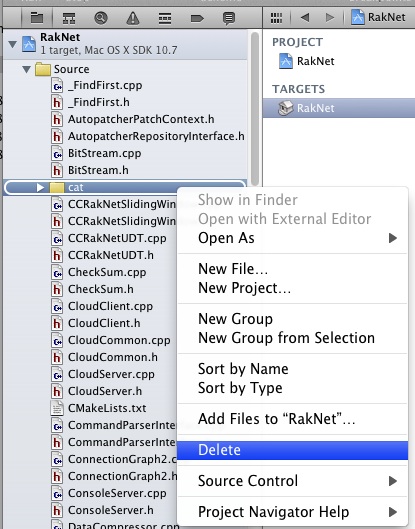 RakNet
1 target, Mac OS X SDK 10.7
Source
_FindFirst.cpp
_FindFirst.h
AutopatcherPatchContext.h
AutopatcherRepositoryInterface.h
BitStream.cpp
BitStream.h
cat
CCRakNetSlidingWin
CCRakNetSlidingWin
CCRakNetUDT.cpp
CCRakNetUDT.h
CheckSum.cpp
CheckSum.h
CloudClient.cpp
CloudClient.h
CloudCommon.cpp
CloudCommon.h
CloudServer.cpp
CloudServer.h
CMakeLists.txt
CommandParserInter
CommandParserInter
ConnectionGraph2.c
ConnectionGraph2.h
ConsoleServer.cpp
ConsoleServer.h
DataCompressor.cpp
RakNet
PROJECT
RakNet
TARGETS
RakNet
Show in Finder
Open with External Editor
Open As
New File...
New Project...
New Group
New Group from Selection
Sort by Name
Sort by Type
Add Files to “RakNet”...
Delete
Source Control
Project Navigator Help